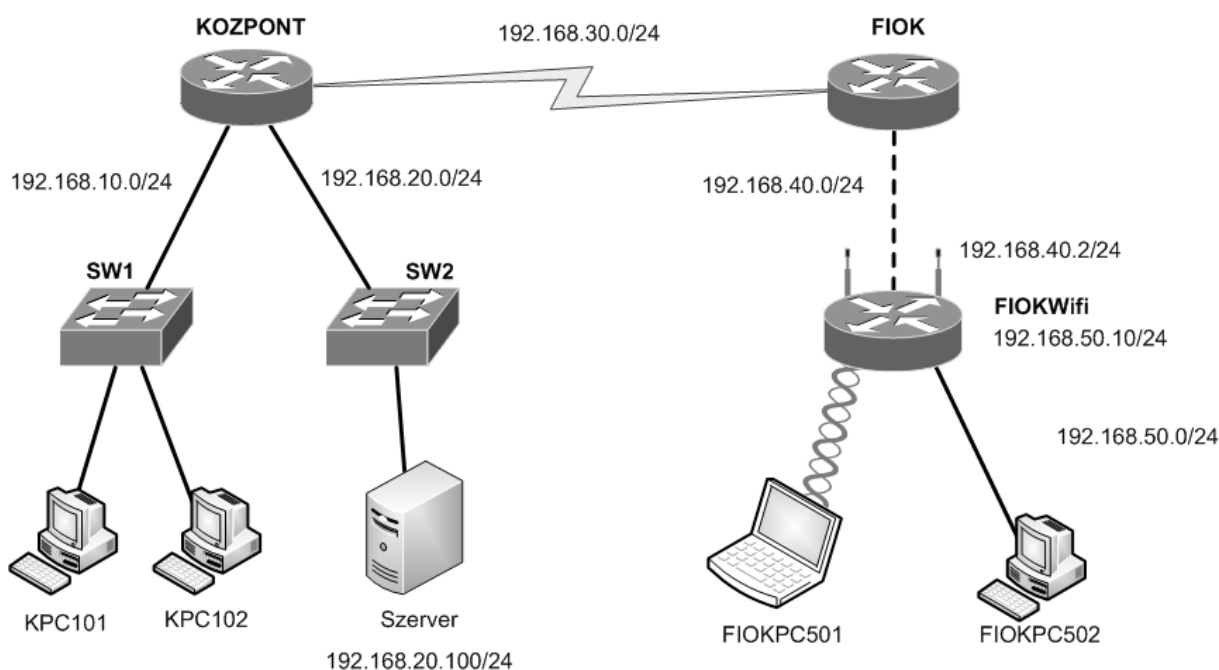 KOZPONT
192.168.30.0/24
FIOK
192.168.10.0/24
192.168.20.0/24
192.168.40.0/24
SW1
SW2
192.168.40.2/24
FIOKWifi
192.168.50.10/24
192.168.50.0/24
KPC101
KPC102
Szerver
192.168.20.100/24
FIOKPC501
FIOKPC502